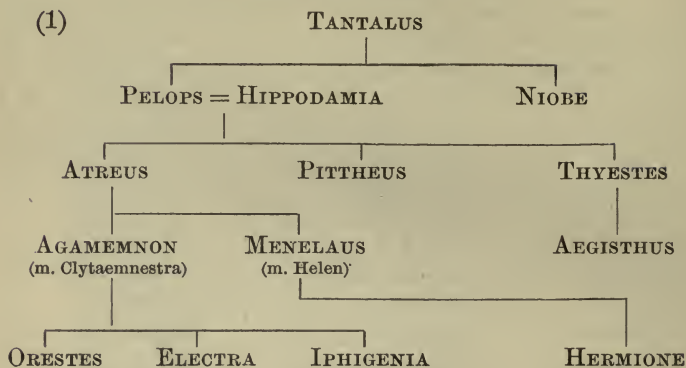 (1)
TANTALUS
PELOPS = HIPPODAMIA NIOBE
ATREUS PITTHEUS THYESTES
AGAMEMNON MENELAUS AEGISTHUS
(m. Clytaemnestra) (m. Helen)
ORESTES ELECTRA IPHIGENIA HERMIONE